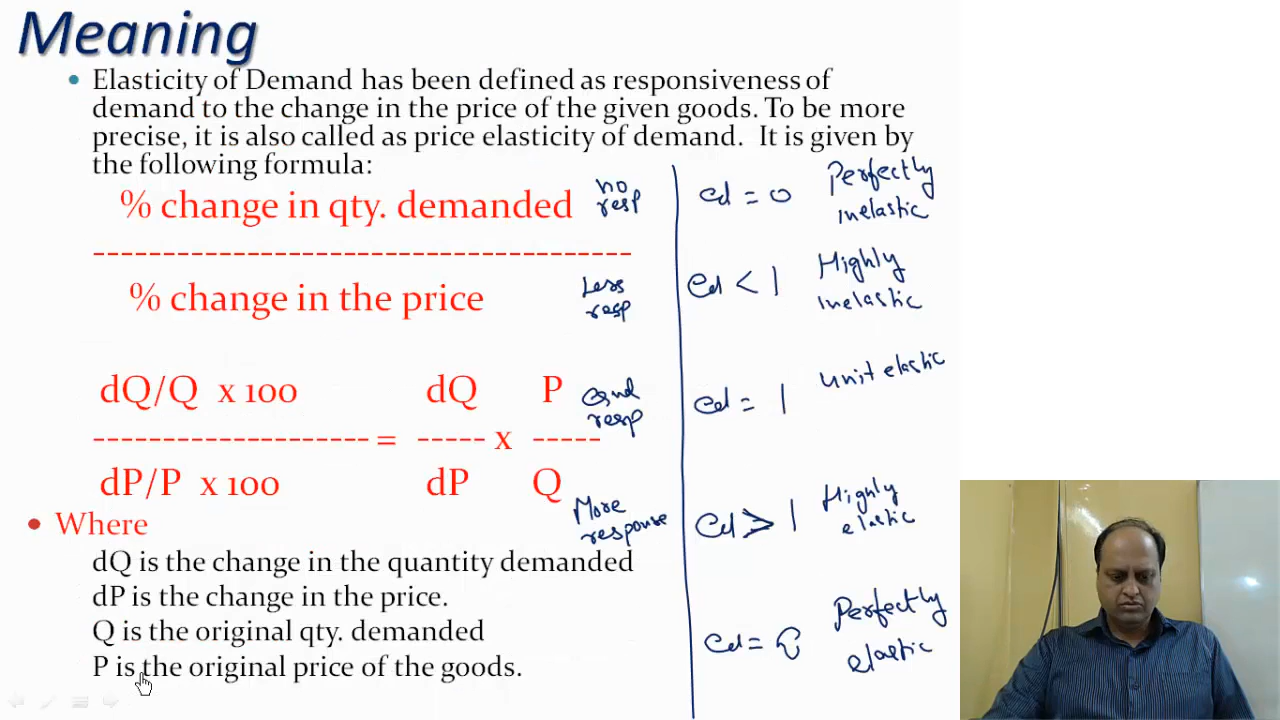 Meaning
• Elasticity of Demand has been defined as responsiveness of
demand to the change in the price of the given goods. To be more
precise, it is also called as price elasticity of demand. It is given by
the following formula:
% change in qty. demanded
---------------------------------------
% change in the price
dQ/Q x 100 dQ P
-------------------- = ----- x -----
dP/P x 100 dP Q
• Where
dQ is the change in the quantity demanded
dP is the change in the price.
Q is the original qty. demanded
P is the original price of the goods.
no
resp
ed = 0
Perfectly
inelastic
Less
resp
ed < 1
Highly
inelastic
resp
ed = 1
unit elastic
More
response
ed > 1
Highly
elastic
ed =
Perfectly
elastic